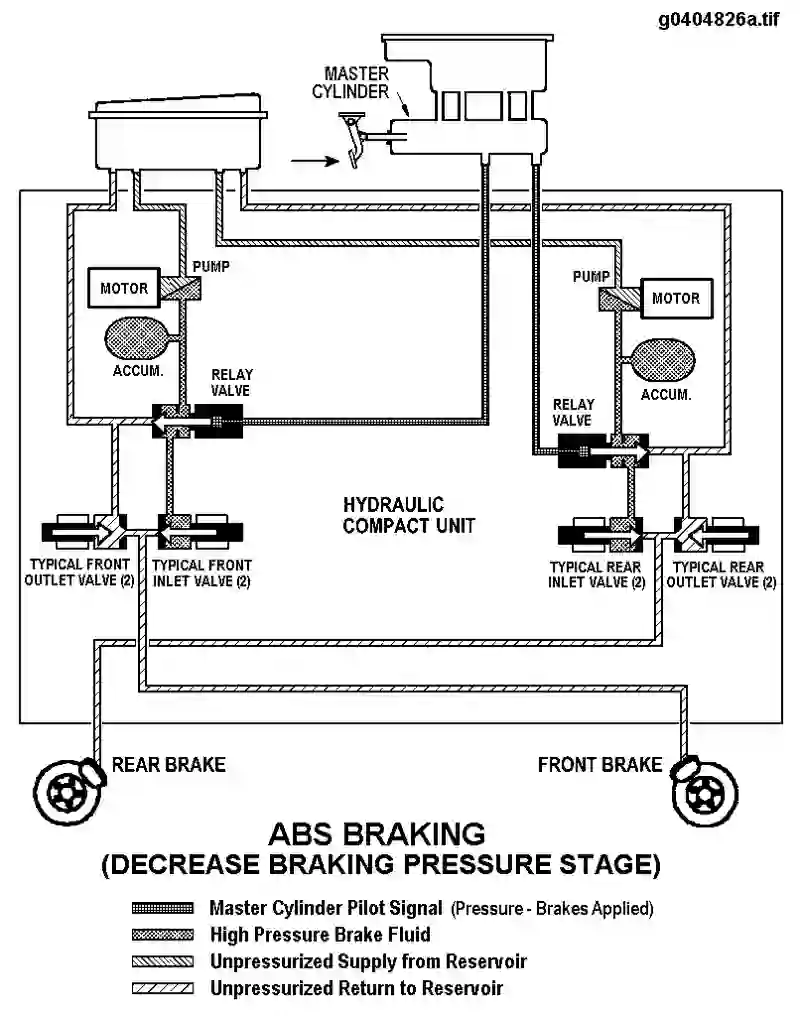 g0404826a.tif
MASTER
CYLINDER
PUMP
MOTOR
ACCUM.
RELAY
VALVE
PUMP
MOTOR
ACCUM.
RELAY
VALVE
HYDRAULIC
COMPACT UNIT
TYPICAL FRONT
OUTLET VALVE (2)
TYPICAL FRONT
INLET VALVE (2)
TYPICAL REAR
INLET VALVE (2)
TYPICAL REAR
OUTLET VALVE (2)
REAR BRAKE
FRONT BRAKE
ABS BRAKING
(DECREASE BRAKING PRESSURE STAGE)
Master Cylinder Pilot Signal (Pressure - Brakes Applied)
High Pressure Brake Fluid
Unpressurized Supply from Reservoir
Unpressurized Return to Reservoir